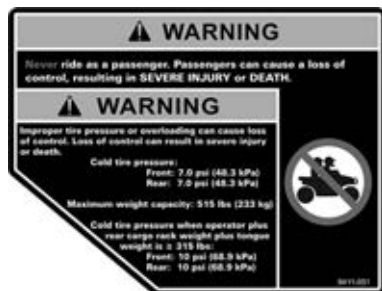 WARNING
Never ride as a passenger. Passengers can cause a loss of
control, resulting in SEVERE INJURY or DEATH.
WARNING
Improper tire pressure or overloading can cause loss
of control. Loss of control can result in severe injury
or death.
Cold tire pressure:
Front: 7.0 psi (48.3 kPa)
Rear: 7.0 psi (48.3 kPa)
Maximum weight capacity: 515 lbs (233 kg)
Cold tire pressure when operator plus
rear cargo rack weight plus tongue
weight is ≥ 315 lbs:
Front: 10 psi (68.9 kPa)
Rear: 10 psi (68.9 kPa)